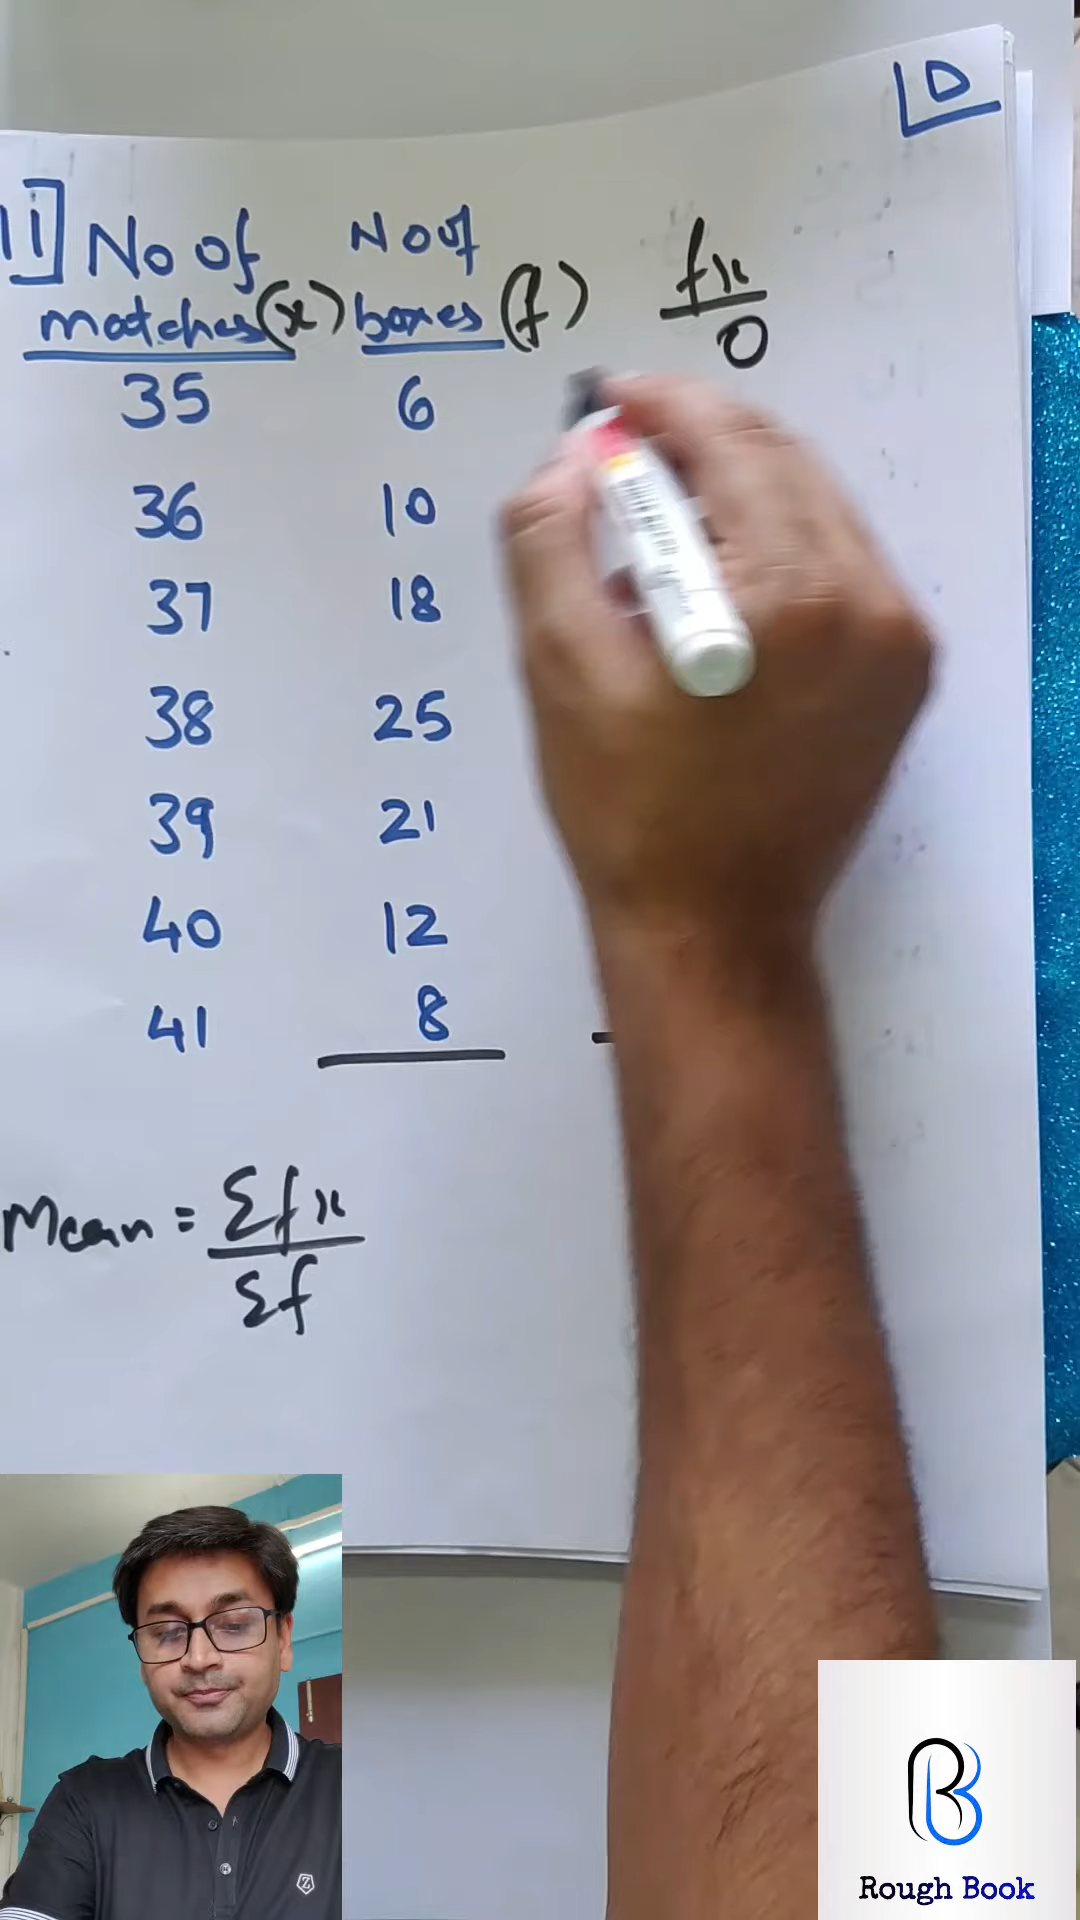 D
11] No of No of fx
matches (x) boxes (f) 0
35 6
36 10
37 18
38 25
39 21
40 12
41 8
Mean = Σfx
Σf
Z
B
Rough Book